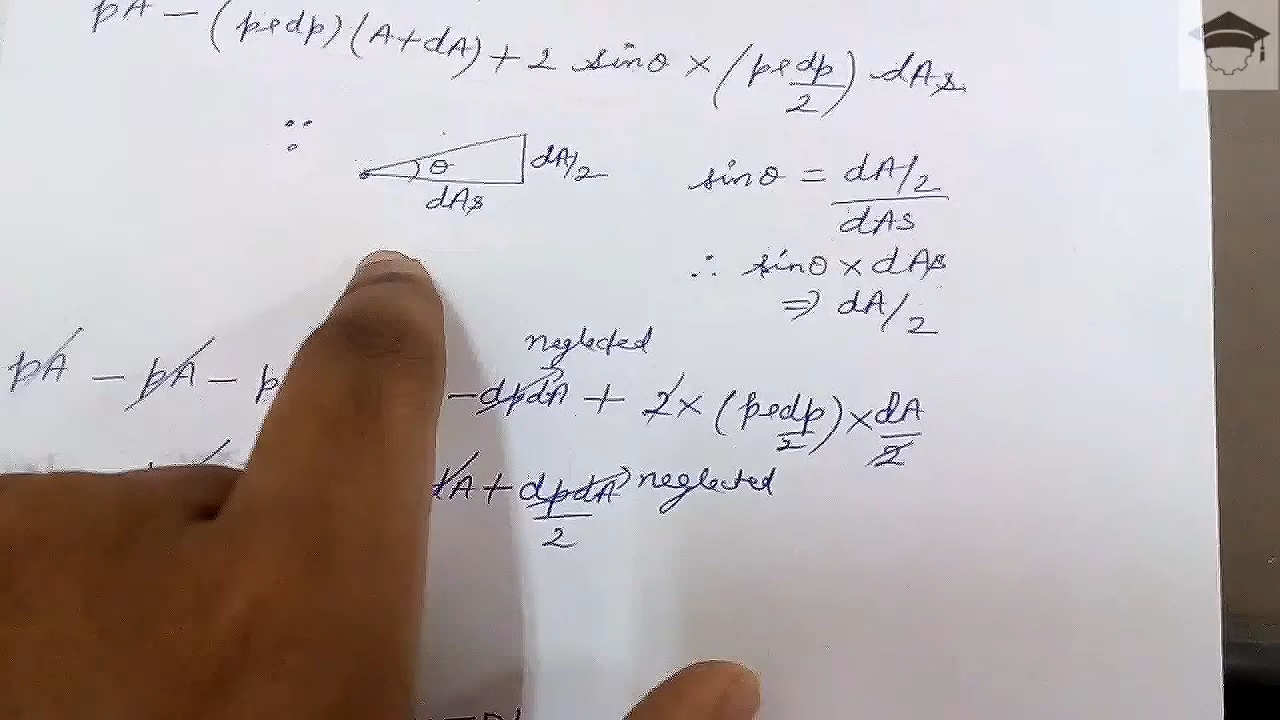 pA - (p+dp)(A+dA) + 2 sinθ × (p+dp/2) dAs
∵
θ
dA/2
dAs
sinθ = dA/2 / dAs
∴ sinθ × dAs
⇒ dA/2
neglected
pA - pA - p
- dpdA + 2 × (p+dp/2) × dA/2
dA + dpdA/2 neglected